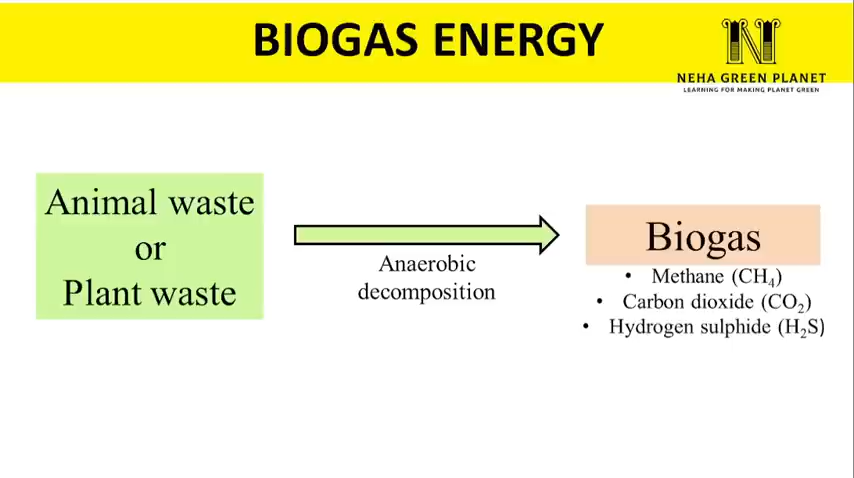 BIOGAS ENERGY
N
NEHA GREEN PLANET
LEARNING FOR MAKING PLANET GREEN
Animal waste
or
Plant waste
Anaerobic
decomposition
Biogas
• Methane (CH₄)
• Carbon dioxide (CO₂)
• Hydrogen sulphide (H₂S)